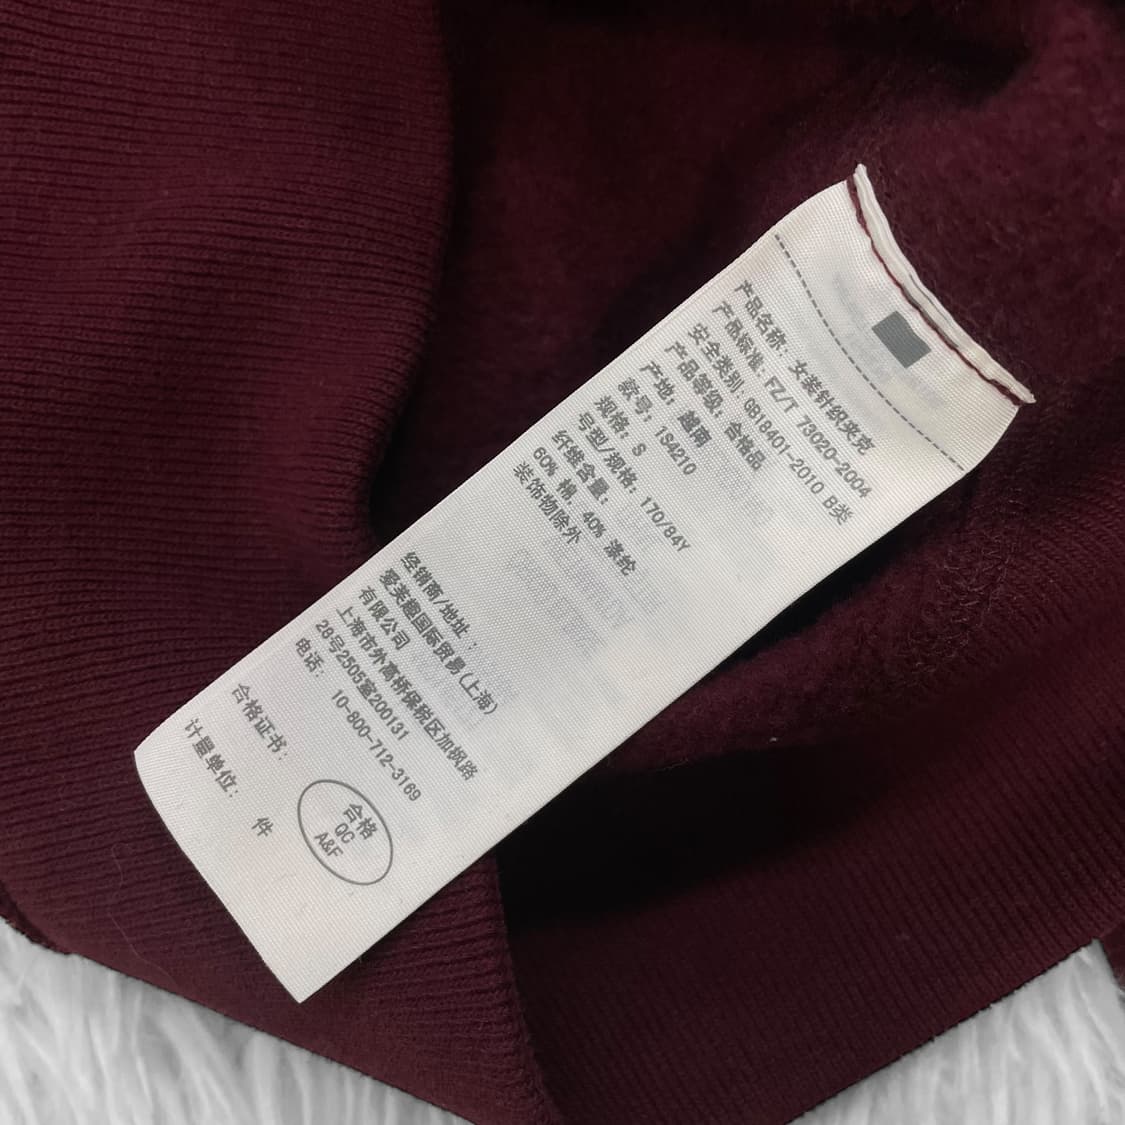 产品名称: 女装针织夹克
产品标准: FZ/T 73020-2004
安全类别: GB18401-2010 B类
产品等级: 合格品
产地: 越南
款号: 1S4210
规格: S
号型/规格: 170/84Y
纤维含量:
60% 棉, 40% 涤纶
装饰物除外
经销商/地址:
爱芙趣国际贸易(上海)
有限公司
上海市外高桥保税区加枫路
28号2505室200131
电话: 10-800-712-3169
合格证书:
合格
QC
A&F
计量单位: 件